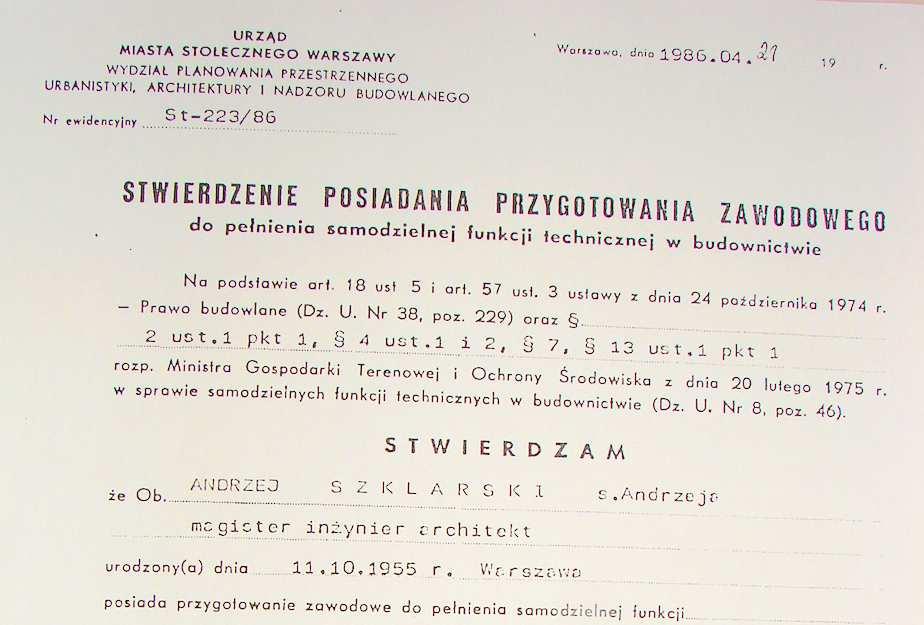 URZĄD
MIASTA STOŁECZNEGO WARSZAWY
WYDZIAŁ PLANOWANIA PRZESTRZENNEGO
URBANISTYKI, ARCHITEKTURY I NADZORU BUDOWLANEGO
Nr ewidencyjny St-223/86
Warszawa, dnia 1986.04.21 19 r.
STWIERDZENIE POSIADANIA PRZYGOTOWANIA ZAWODOWEGO
do pełnienia samodzielnej funkcji technicznej w budownictwie
Na podstawie art. 18 ust 5 i art. 57 ust. 3 ustawy z dnia 24 października 1974 r.
— Prawo budowlane (Dz. U. Nr 38, poz. 229) oraz §
2 ust.1 pkt 1, § 4 ust.1 i 2, § 7, § 13 ust.1 pkt 1
rozp. Ministra Gospodarki Terenowej i Ochrony Środowiska z dnia 20 lutego 1975 r.
w sprawie samodzielnych funkcji technicznych w budownictwie (Dz. U. Nr 8, poz. 46).
STWIERDZAM
że Ob. ANDRZEJ SZKLARSKI s.Andrzeja
magister inżynier architekt
urodzony(a) dnia 11.10.1955 r. Warszawa
posiada przygotowanie zawodowe do pełnienia samodzielnej funkcji